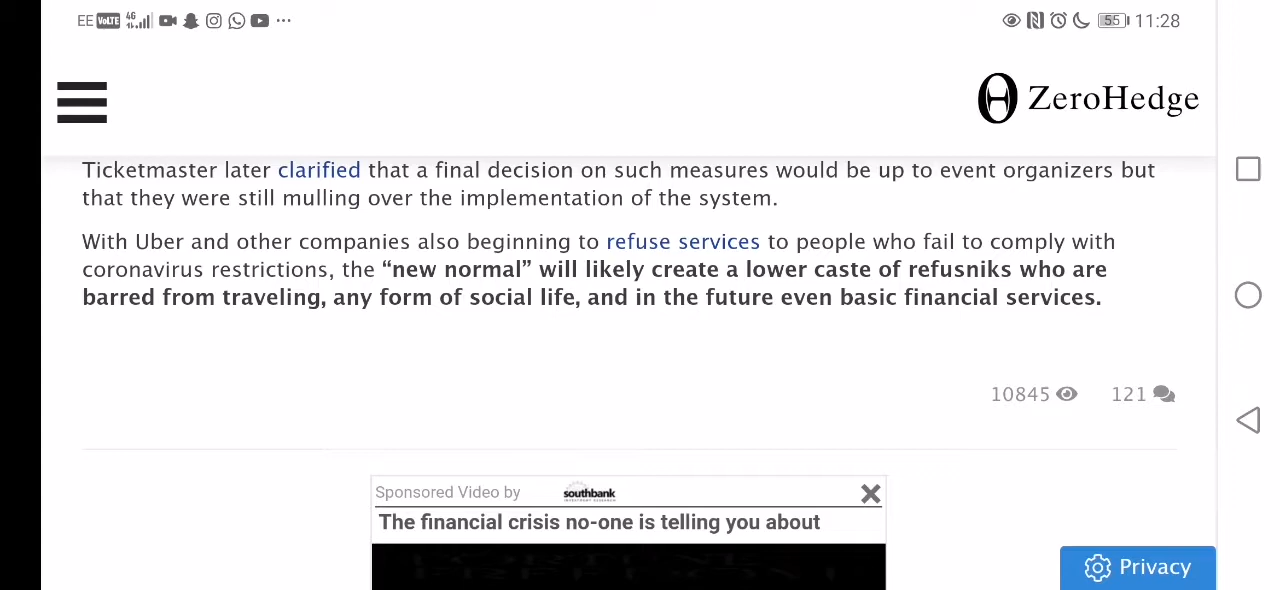 EE VoLTE 4G 55 11:28
ZeroHedge
Ticketmaster later clarified that a final decision on such measures would be up to event organizers but
that they were still mulling over the implementation of the system.
With Uber and other companies also beginning to refuse services to people who fail to comply with
coronavirus restrictions, the “new normal” will likely create a lower caste of refusniks who are
barred from traveling, any form of social life, and in the future even basic financial services.
10845 121
Sponsored Video by southbank
The financial crisis no-one is telling you about
Privacy